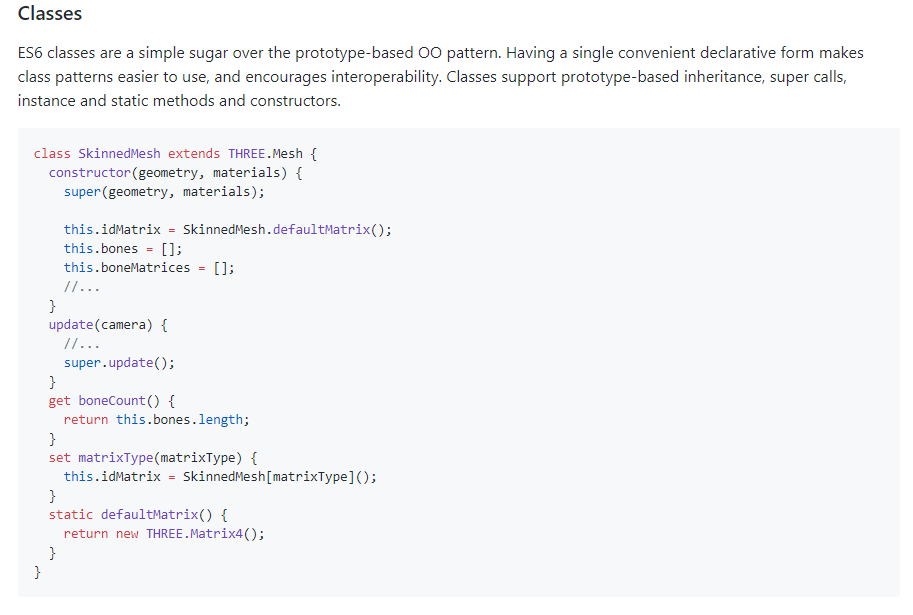 Classes
ES6 classes are a simple sugar over the prototype-based OO pattern. Having a single convenient declarative form makes
class patterns easier to use, and encourages interoperability. Classes support prototype-based inheritance, super calls,
instance and static methods and constructors.
class SkinnedMesh extends THREE.Mesh {
  constructor(geometry, materials) {
    super(geometry, materials);

    this.idMatrix = SkinnedMesh.defaultMatrix();
    this.bones = [];
    this.boneMatrices = [];
    //...
  }
  update(camera) {
    //...
    super.update();
  }
  get boneCount() {
    return this.bones.length;
  }
  set matrixType(matrixType) {
    this.idMatrix = SkinnedMesh[matrixType]();
  }
  static defaultMatrix() {
    return new THREE.Matrix4();
  }
}